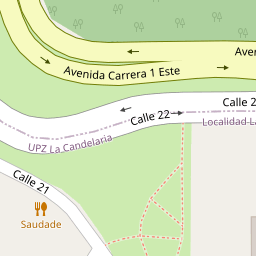 Aven
Avenida Carrera 1 Este
Calle 2
Calle 22
Localidad La
UPZ La Candelaria
Calle 21
Saudade